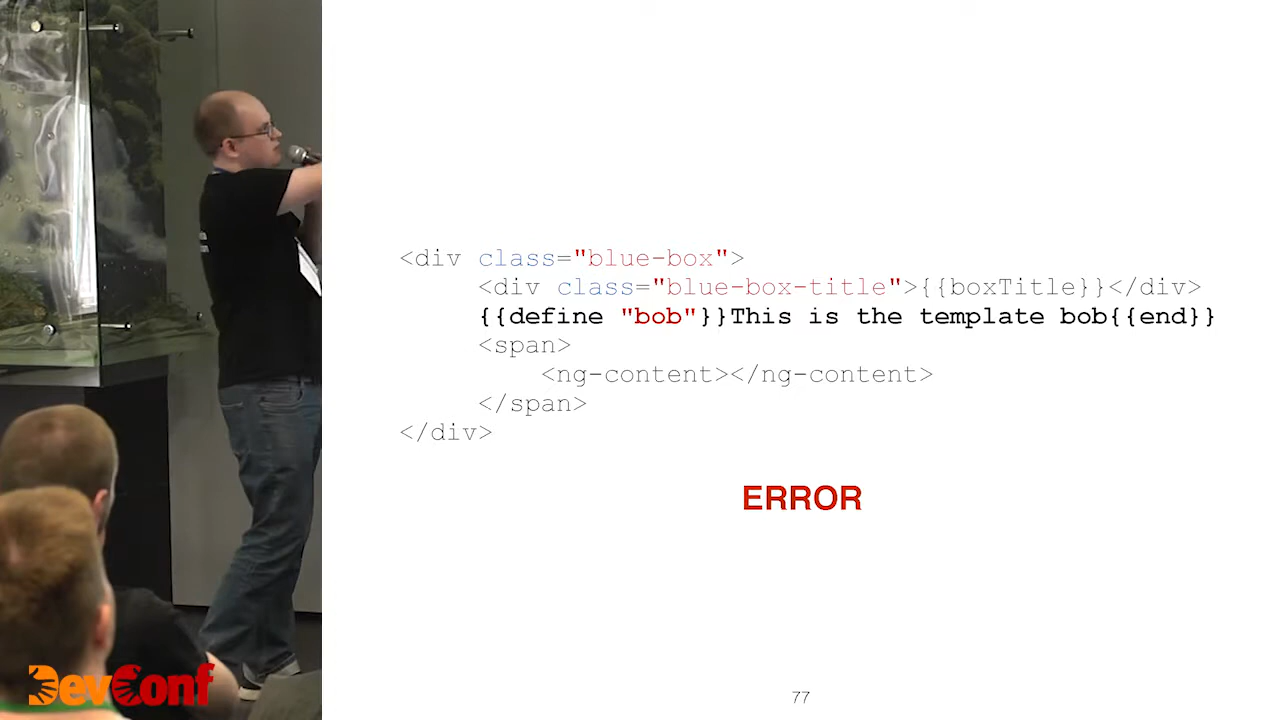 <div class="blue-box">
<div class="blue-box-title">{{boxTitle}}</div>
{{define "bob"}}This is the template bob{{end}}
<span>
<ng-content></ng-content>
</span>
</div>
ERROR
DevConf
77